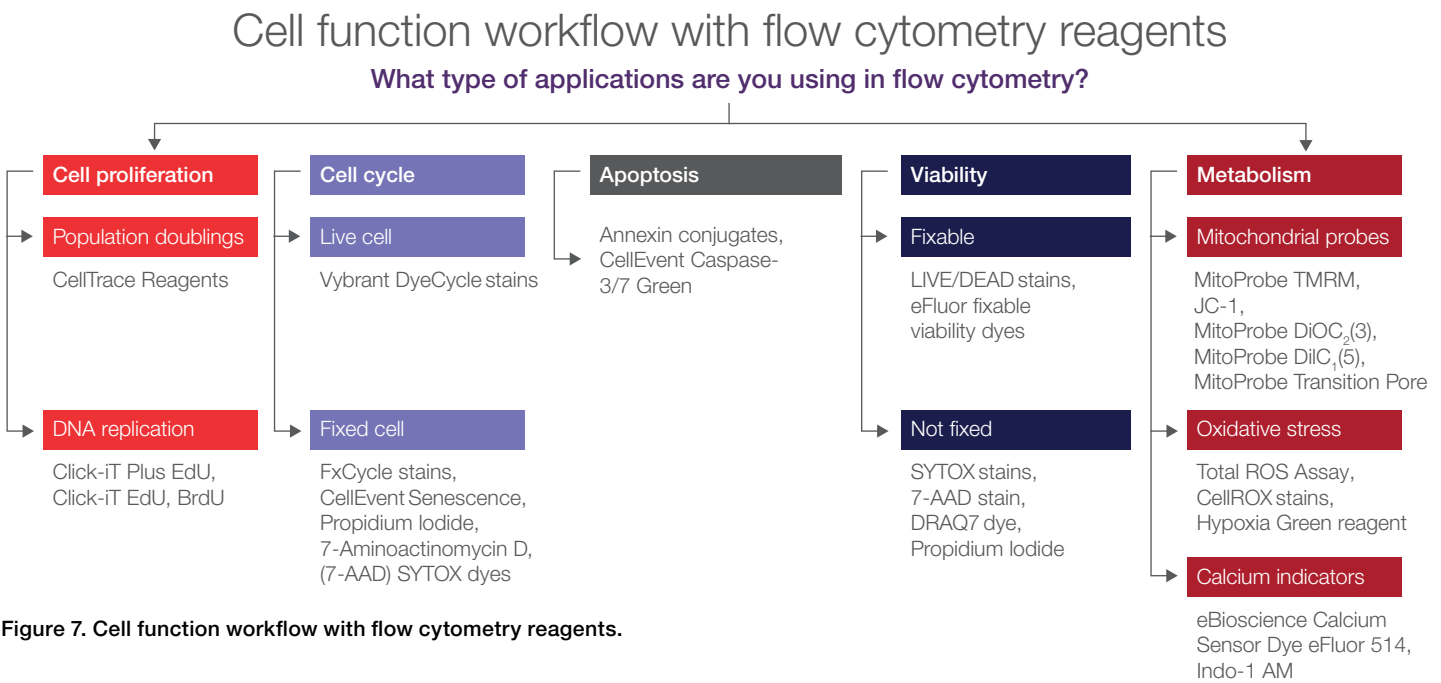 Cell function workflow with flow cytometry reagents
What type of applications are you using in flow cytometry?
Cell proliferation
Population doublings
CellTrace Reagents
DNA replication
Click-iT Plus EdU,
Click-iT EdU, BrdU
Cell cycle
Live cell
Vybrant DyeCycle stains
Fixed cell
FxCycle stains,
CellEvent Senescence,
Propidium Iodide,
7-Aminoactinomycin D,
(7-AAD) SYTOX dyes
Apoptosis
Annexin conjugates,
CellEvent Caspase-
3/7 Green
Viability
Fixable
LIVE/DEAD stains,
eFluor fixable
viability dyes
Not fixed
SYTOX stains,
7-AAD stain,
DRAQ7 dye,
Propidium Iodide
Metabolism
Mitochondrial probes
MitoProbe TMRM,
JC-1,
MitoProbe DiOC₂(3),
MitoProbe DilC₁(5),
MitoProbe Transition Pore
Oxidative stress
Total ROS Assay,
CellROX stains,
Hypoxia Green reagent
Calcium indicators
eBioscience Calcium
Sensor Dye eFluor 514,
Indo-1 AM
Figure 7. Cell function workflow with flow cytometry reagents.